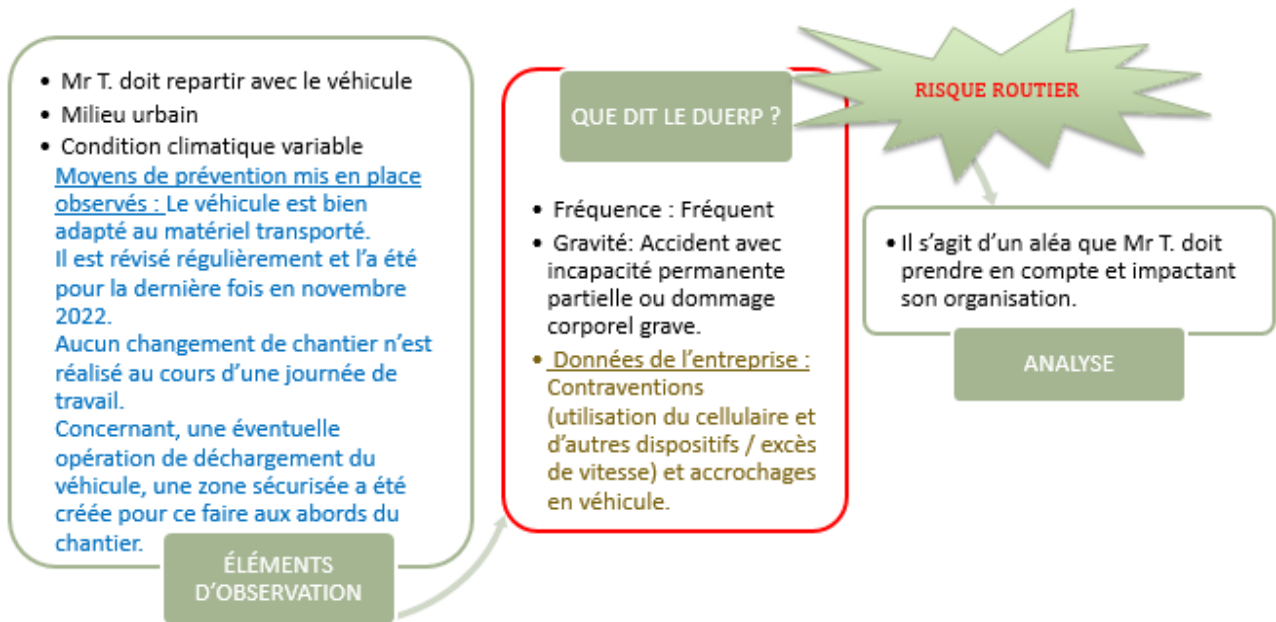 • Mr T. doit repartir avec le véhicule
• Milieu urbain
• Condition climatique variable
Moyens de prévention mis en place
observés : Le véhicule est bien
adapté au matériel transporté.
Il est révisé régulièrement et l'a été
pour la dernière fois en novembre
2022.
Aucun changement de chantier n'est
réalisé au cours d'une journée de
travail.
Concernant, une éventuelle
opération de déchargement du
véhicule, une zone sécurisée a été
créée pour ce faire aux abords du
chantier.
ÉLÉMENTS
D'OBSERVATION
QUE DIT LE DUERP ?
• Fréquence : Fréquent
• Gravité: Accident avec
incapacité permanente
partielle ou dommage
corporel grave.
• Données de l'entreprise :
Contraventions
(utilisation du cellulaire et
d'autres dispositifs / excès
de vitesse) et accrochages
en véhicule.
RISQUE ROUTIER
• Il s'agit d'un aléa que Mr T. doit
prendre en compte et impactant
son organisation.
ANALYSE